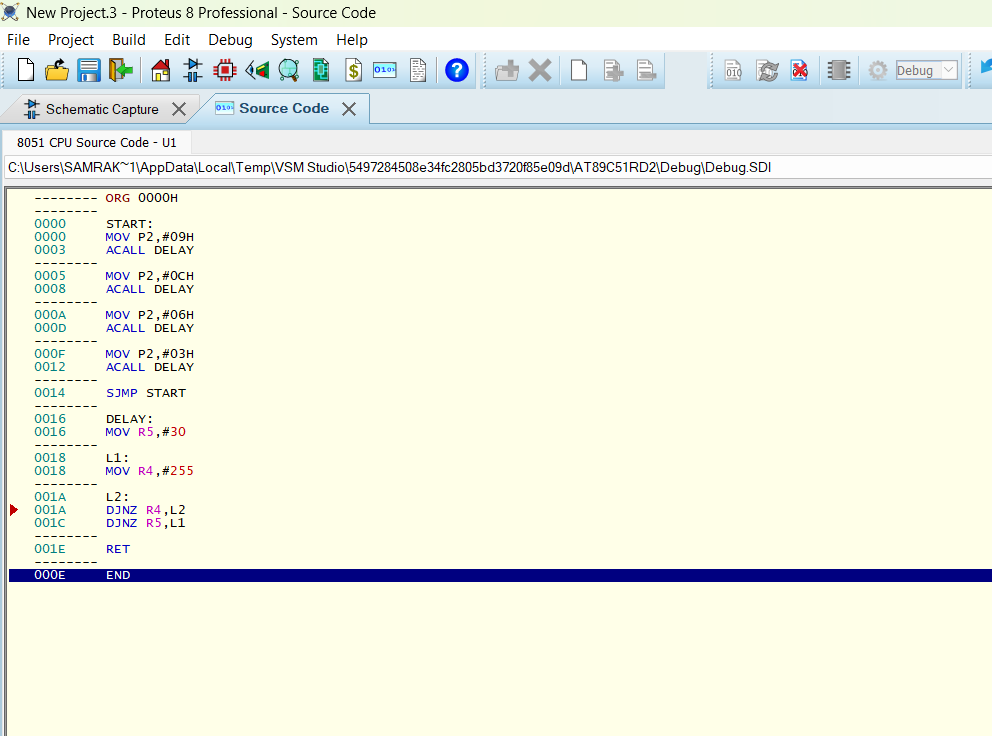 New Project.3 - Proteus 8 Professional - Source Code
File Project Build Edit Debug System Help
Debug
Schematic Capture
Source Code
8051 CPU Source Code - U1
C:\Users\SAMRAK~1\AppData\Local\Temp\VSM Studio\5497284508e34fc2805bd3720f85e09d\AT89C51RD2\Debug\Debug.SDI
-------- ORG 0000H
--------
0000 START:
0000 MOV P2,#09H
0003 ACALL DELAY
--------
0005 MOV P2,#0CH
0008 ACALL DELAY
--------
000A MOV P2,#06H
000D ACALL DELAY
--------
000F MOV P2,#03H
0012 ACALL DELAY
--------
0014 SJMP START
--------
0016 DELAY:
0016 MOV R5,#30
--------
0018 L1:
0018 MOV R4,#255
--------
001A L2:
001A DJNZ R4,L2
001C DJNZ R5,L1
--------
001E RET
--------
000E END